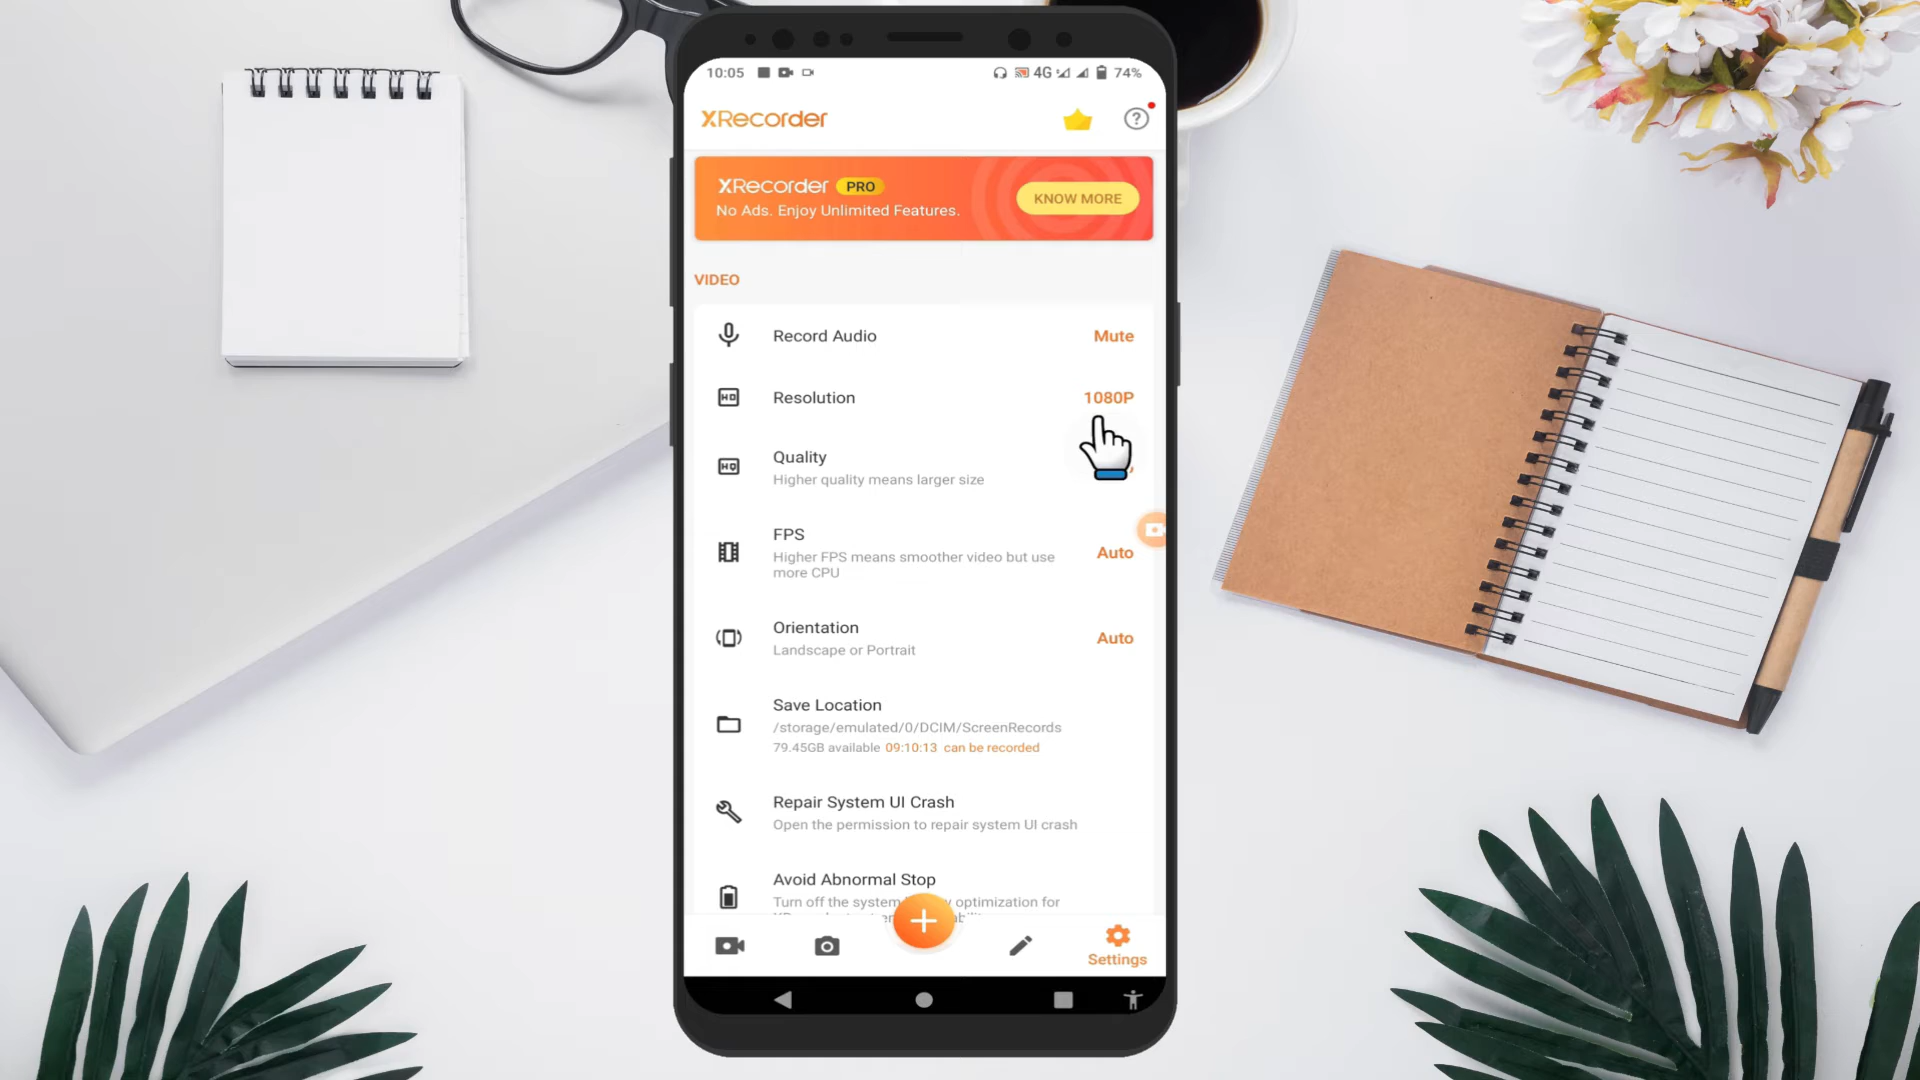 10:05
4G
74%
XRecorder
XRecorder PRO
No Ads. Enjoy Unlimited Features.
KNOW MORE
VIDEO
Record Audio
Mute
Resolution
1080P
Quality
Higher quality means larger size
FPS
Higher FPS means smoother video but use
more CPU
Auto
Orientation
Landscape or Portrait
Auto
Save Location
/storage/emulated/0/DCIM/ScreenRecords
79.45GB available 09:10:13 can be recorded
Repair System UI Crash
Open the permission to repair system UI crash
Avoid Abnormal Stop
Turn off the system optimization for
Settings